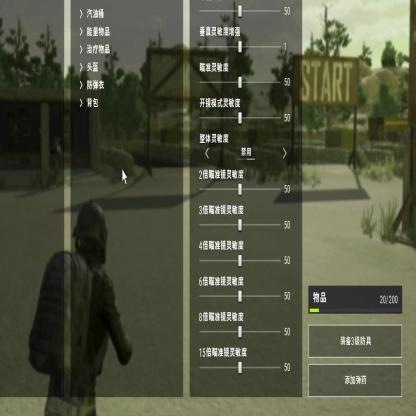 汽油桶
能量物品
治疗物品
头盔
防弹衣
背包
50
垂直灵敏度增强
1
瞄准灵敏度
50
开镜模式灵敏度
50
整体灵敏度
禁用
2倍瞄准镜灵敏度
50
3倍瞄准镜灵敏度
50
4倍瞄准镜灵敏度
50
6倍瞄准镜灵敏度
50
8倍瞄准镜灵敏度
50
15倍瞄准镜灵敏度
50
START
物品
20/200
装备3级防具
添加弹药